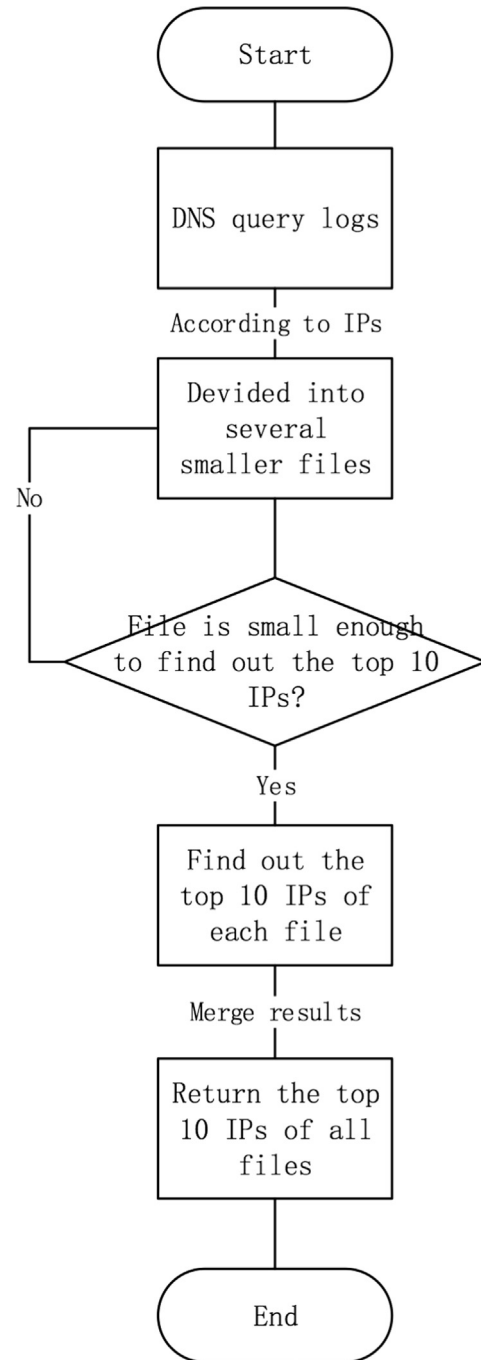 Start
DNS query logs
According to IPs
Devided into
several
smaller files
No
File is small enough
to find out the top 10
IPs?
Yes
Find out the
top 10 IPs of
each file
Merge results
Return the top
10 IPs of all
files
End